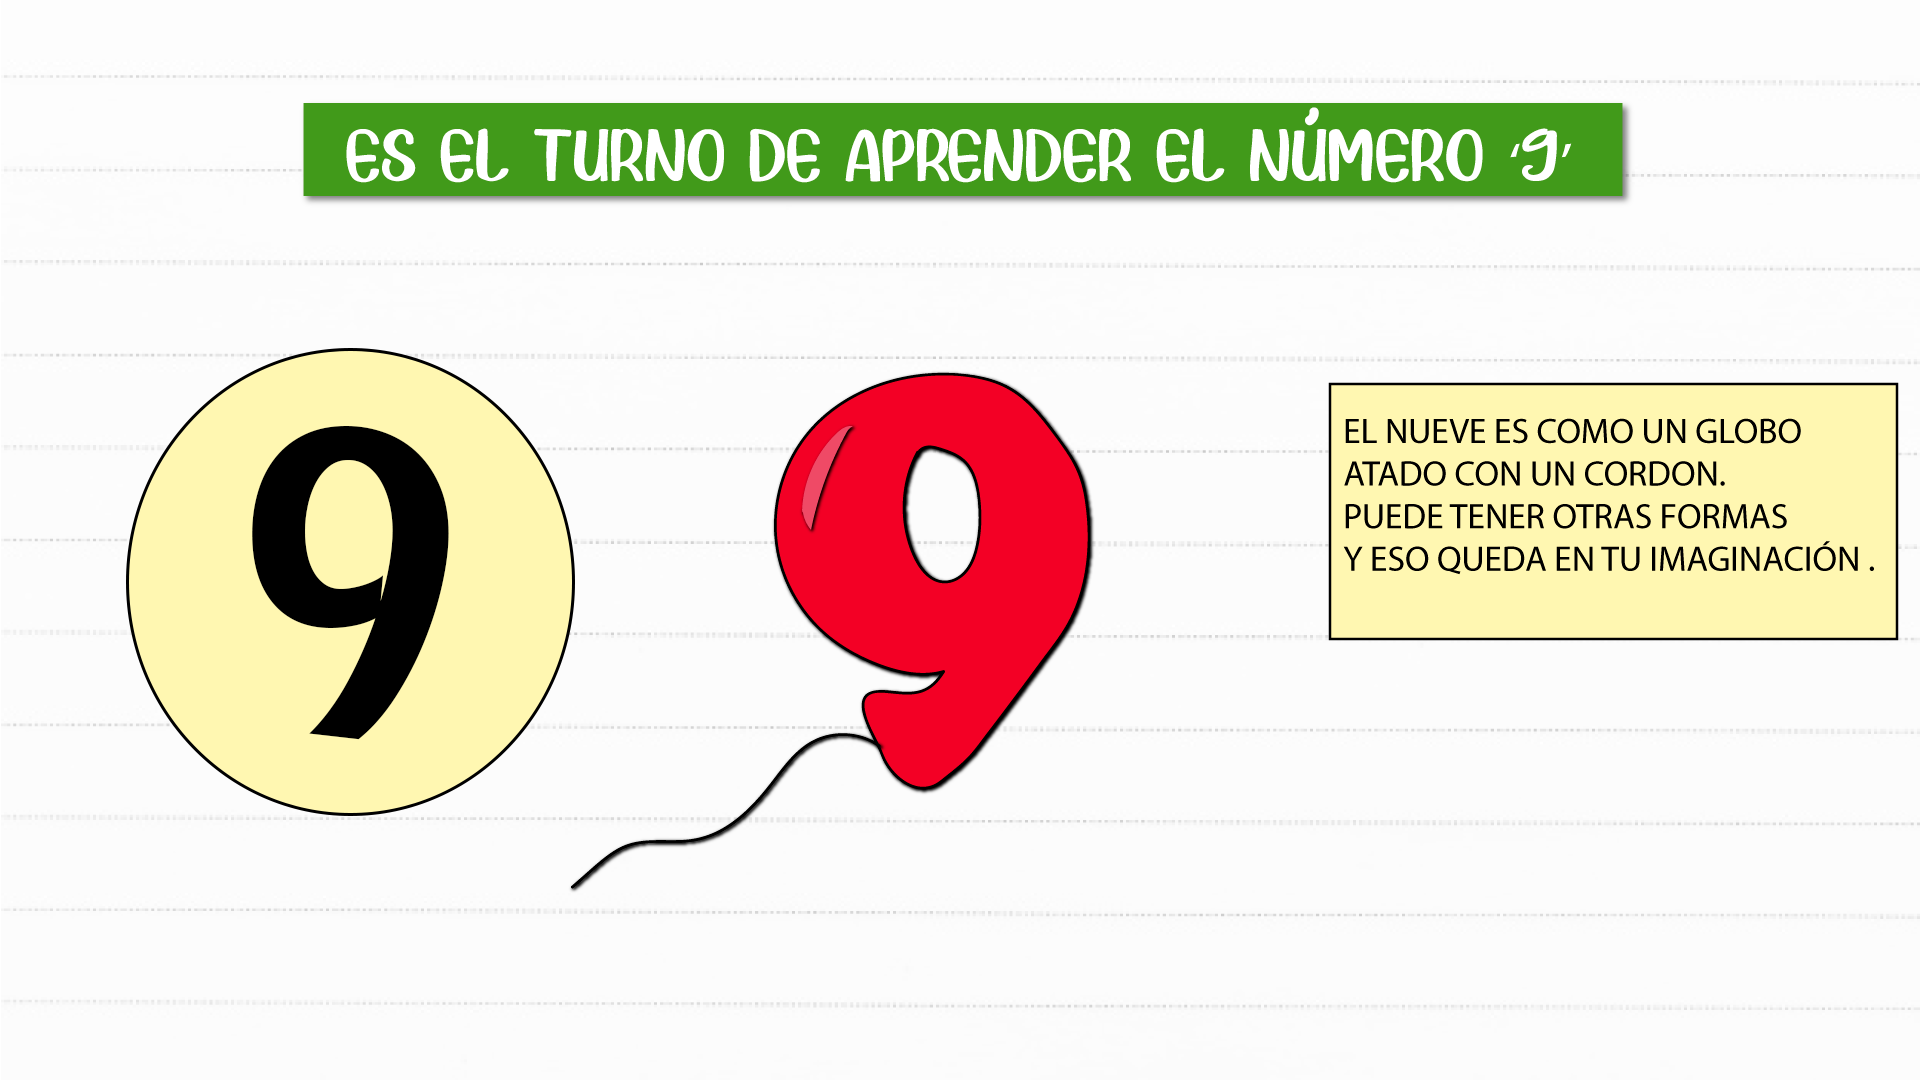 ES EL TURNO DE APRENDER EL NÚMERO ‘9’
9
9
EL NUEVE ES COMO UN GLOBO
ATADO CON UN CORDON.
PUEDE TENER OTRAS FORMAS
Y ESO QUEDA EN TU IMAGINACIÓN .